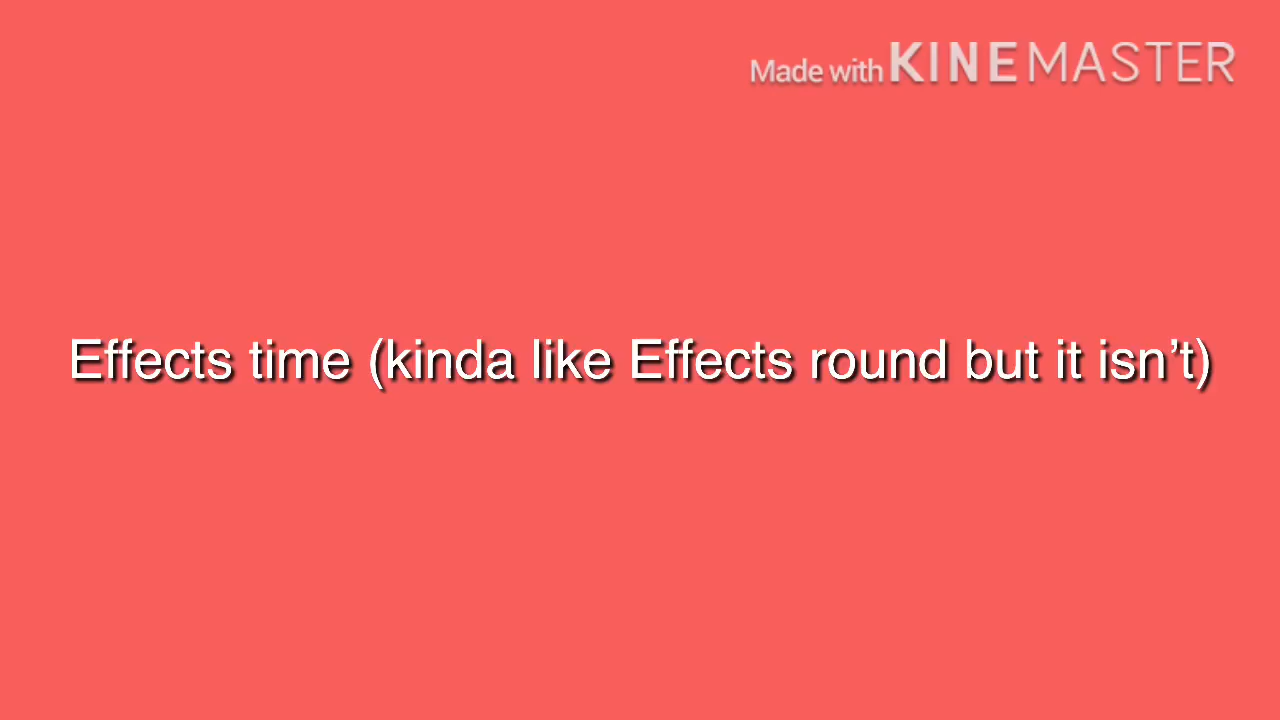 Made with KINEMASTER
Effects time (kinda like Effects round but it isn’t)